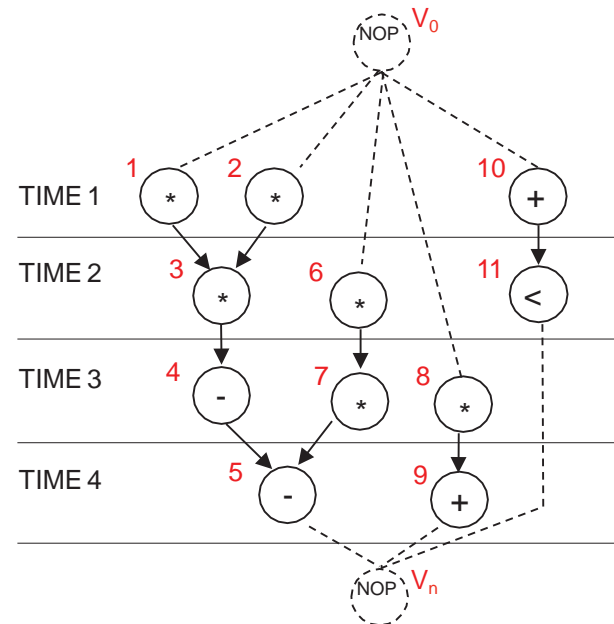 NOP V0
1 2 10
TIME 1 * * +
TIME 2 3 6 11
* * <
TIME 3 4 7 8
- * *
TIME 4 5 9
- +
NOP Vn